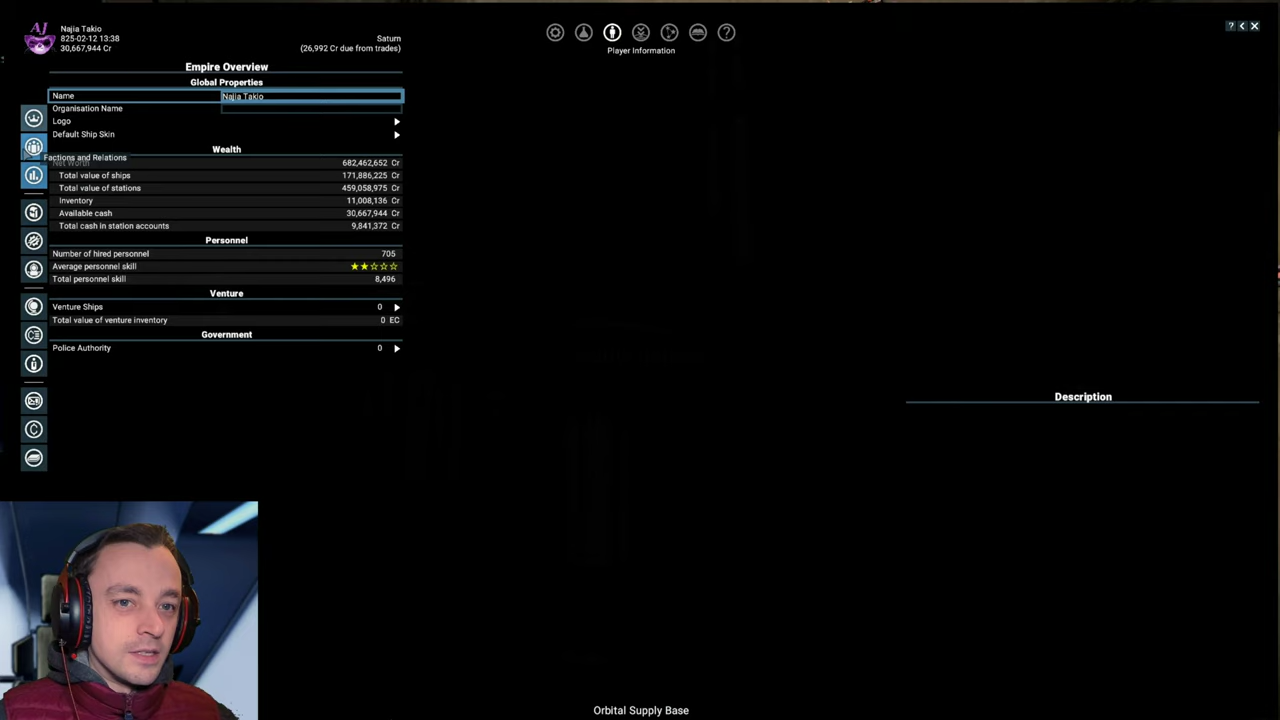 Najia Takio
825-02-12 13:38
30,667,944 Cr
Saturn
(26,992 Cr due from trades)
Player Information
Empire Overview
Global Properties
Name Najia Takio
Organisation Name
Logo
Default Ship Skin
Wealth
Factions and Relations
Net Worth 682,462,652 Cr
Total value of ships 171,886,225 Cr
Total value of stations 459,058,975 Cr
Inventory 11,008,136 Cr
Available cash 30,667,944 Cr
Total cash in station accounts 9,841,372 Cr
Personnel
Number of hired personnel 705
Average personnel skill
Total personnel skill 8,496
Venture
Venture Ships 0
Total value of venture inventory 0 EC
Government
Police Authority 0
Description
Orbital Supply Base